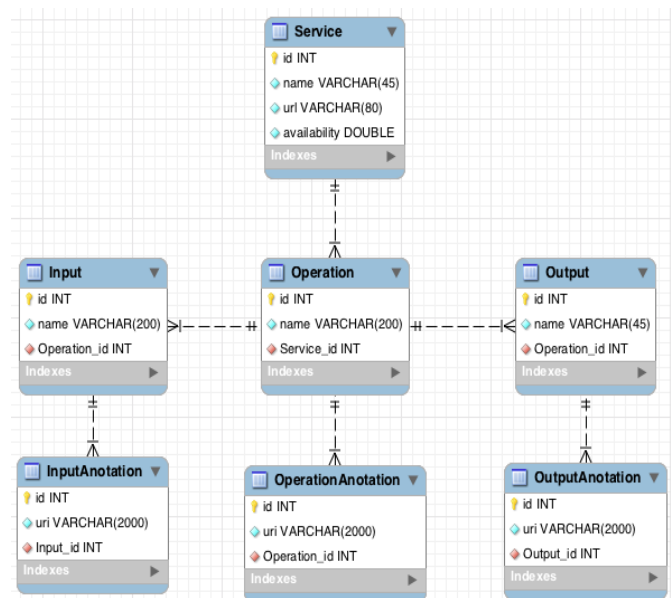 Service
id INT
name VARCHAR(45)
url VARCHAR(80)
availability DOUBLE
Indexes
Input
id INT
name VARCHAR(200)
Operation_id INT
Indexes
Operation
id INT
name VARCHAR(200)
Service_id INT
Indexes
Output
id INT
name VARCHAR(45)
Operation_id INT
Indexes
InputAnotation
id INT
uri VARCHAR(2000)
Input_id INT
Indexes
OperationAnotation
id INT
uri VARCHAR(2000)
Operation_id INT
Indexes
OutputAnotation
id INT
uri VARCHAR(2000)
Output_id INT
Indexes